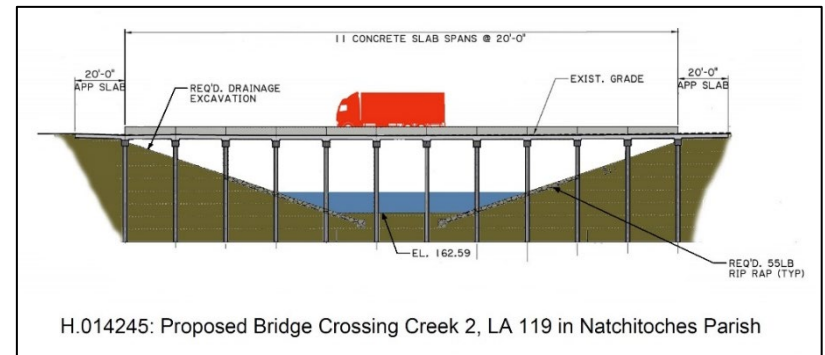 11 CONCRETE SLAB SPANS @ 20'-0"
20'-0"
APP SLAB
REQ'D. DRAINAGE
EXCAVATION
EXIST. GRADE
20'-0"
APP SLAB
EL. 162.59
REQ'D. 55LB
RIP RAP (TYP)
H.014245: Proposed Bridge Crossing Creek 2, LA 119 in Natchitoches Parish